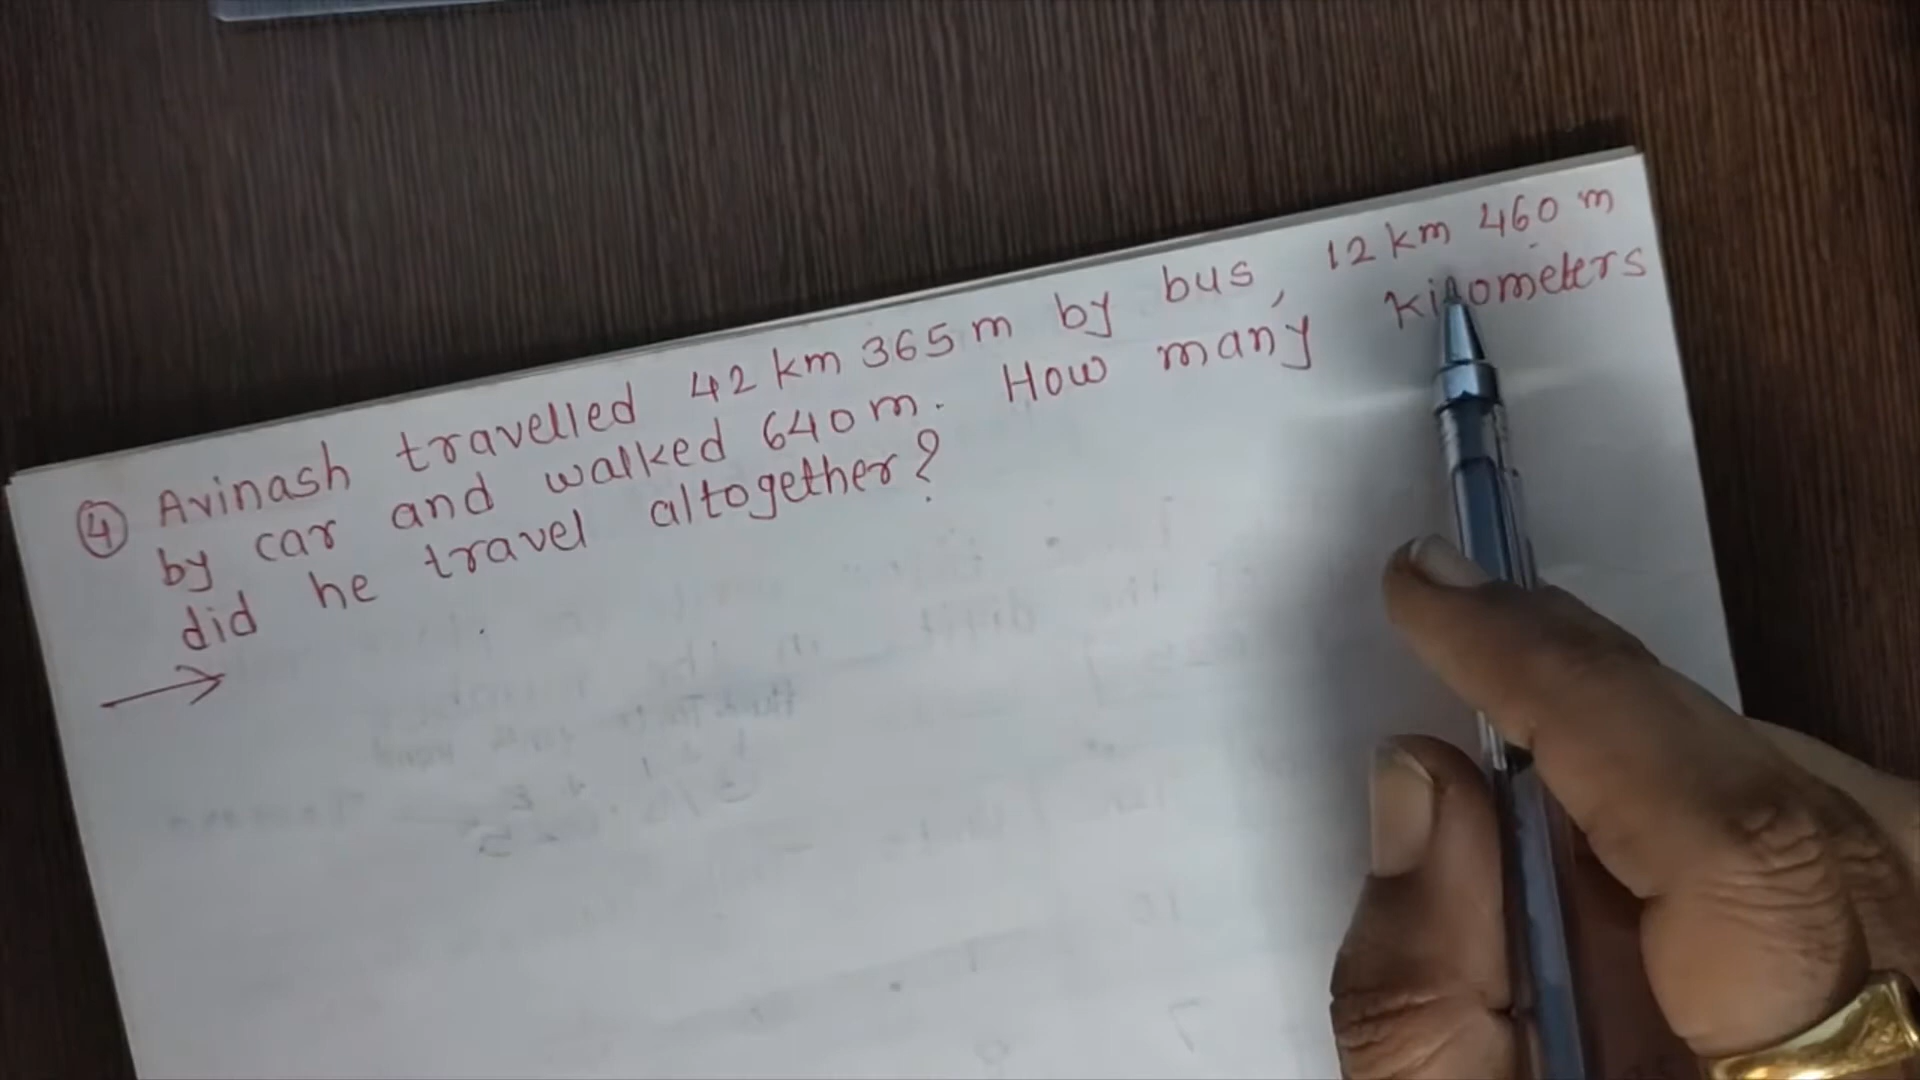 ④ Avinash travelled 42 km 365 m by bus, 12 km 460 m
by car and walked 640 m. How many kilometers
did he travel altogether?
→